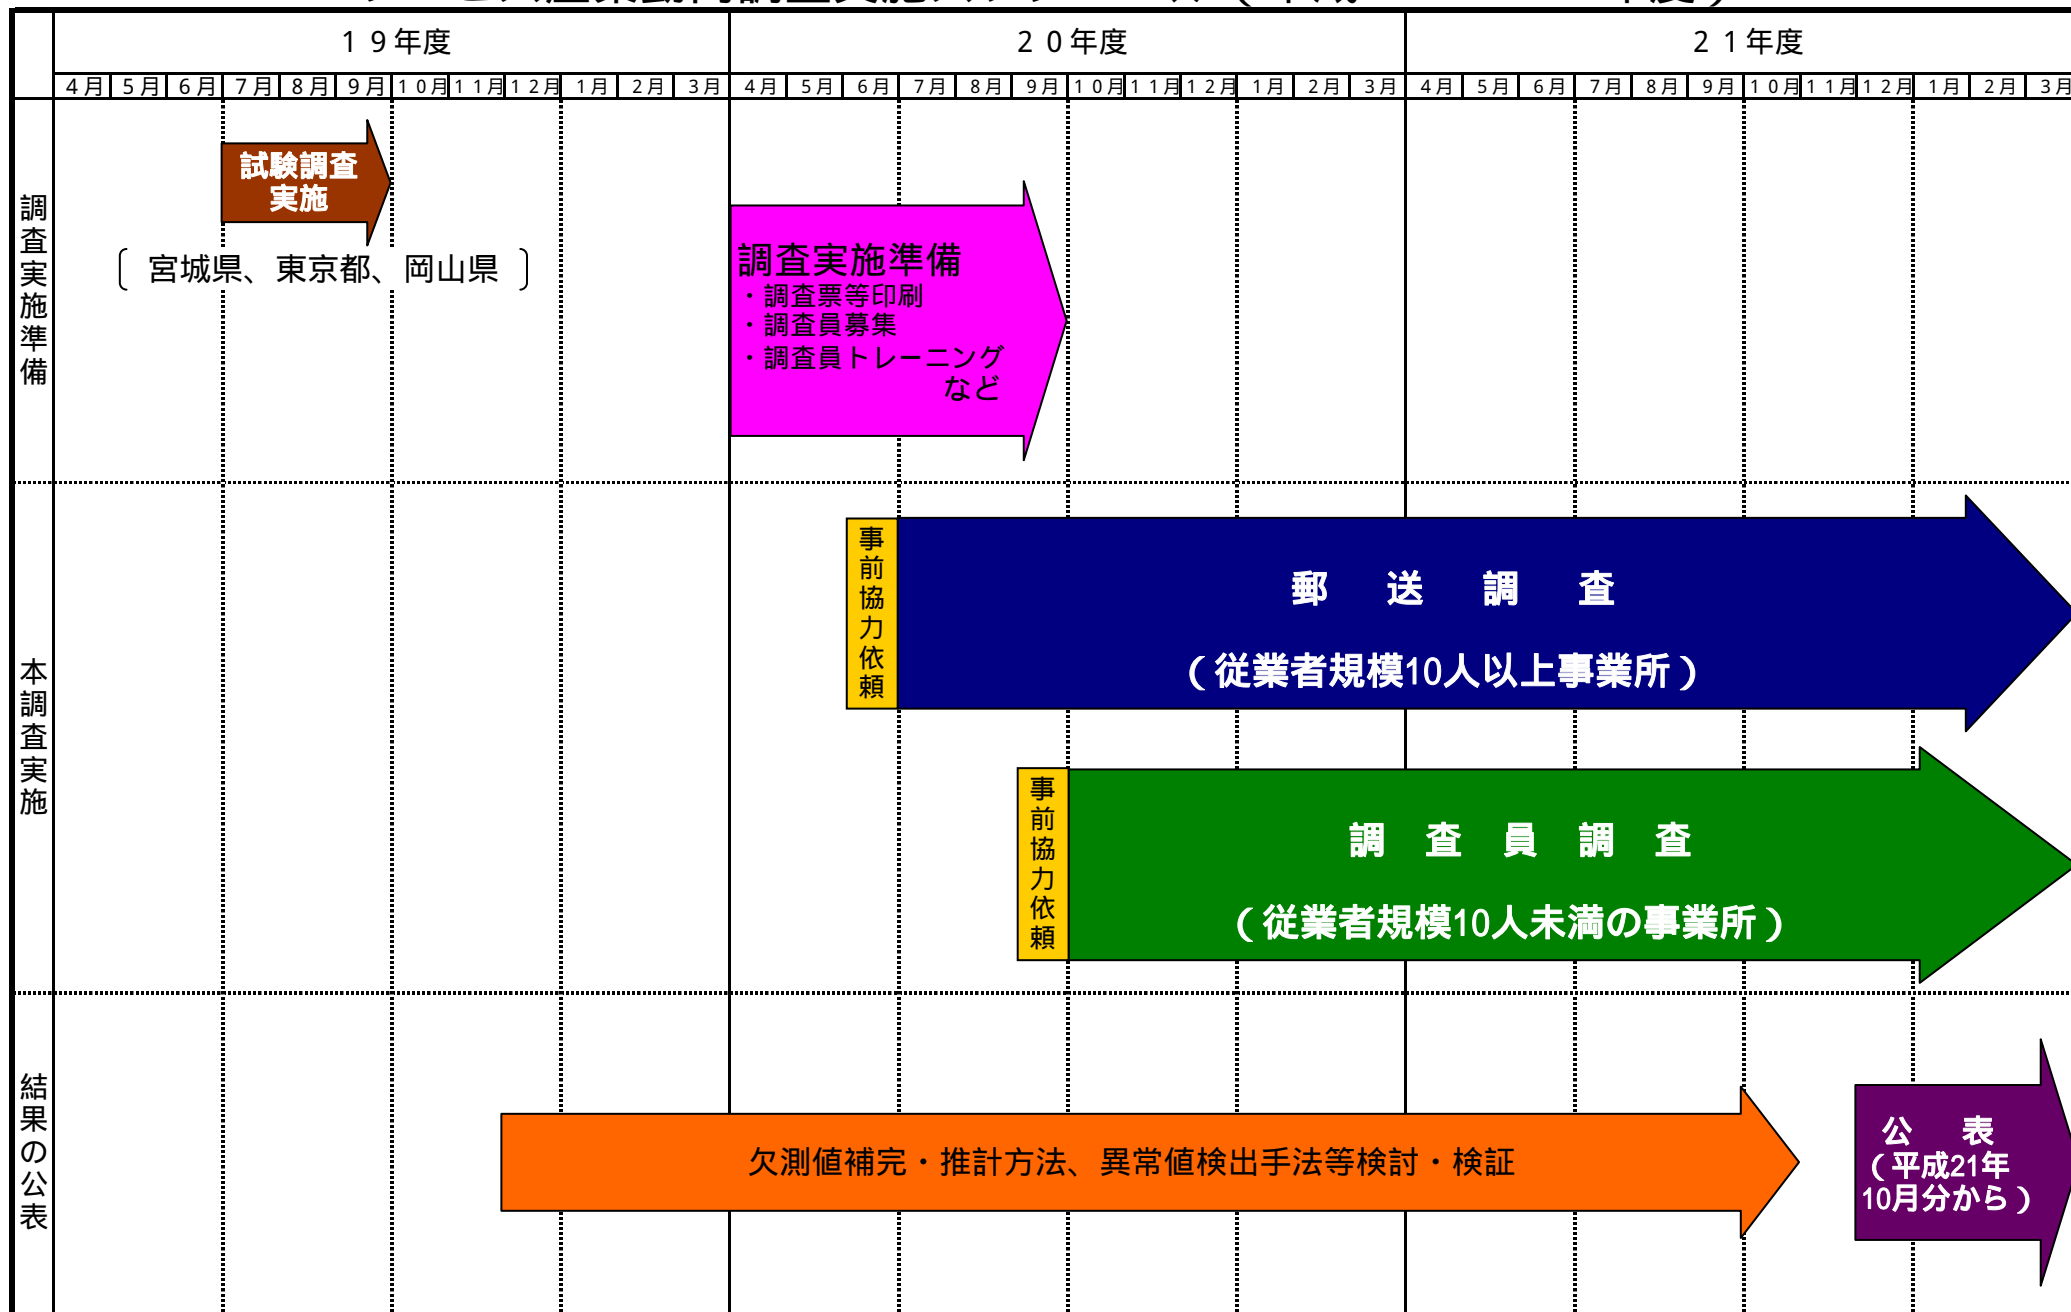 19年度 20年度 21年度
4月 5月 6月 7月 8月 9月 10月 11月 12月 1月 2月 3月 4月 5月 6月 7月 8月 9月 10月 11月 12月 1月 2月 3月 4月 5月 6月 7月 8月 9月 10月 11月 12月 1月 2月 3月
調査実施準備
試験調査
実施
〔 宮城県、東京都、岡山県 〕
調査実施準備
・調査票等印刷
・調査員募集
・調査員トレーニング
など
本調査実施
事前協力依頼
郵送調査
(従業者規模10人以上事業所)
事前協力依頼
調査員調査
(従業者規模10人未満の事業所)
結果の公表
欠測値補完・推計方法、異常値検出手法等検討・検証
公表
(平成21年
10月分から)